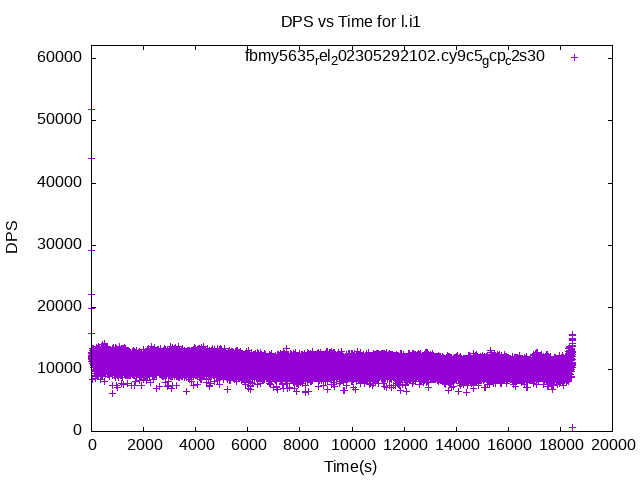 DPS vs Time for l.i1
fbmy5635rel202305292102.cy9c5gcpc2s30
60000
50000
40000
30000
20000
10000
0
DPS
0 2000 4000 6000 8000 10000 12000 14000 16000 18000 20000
Time(s)